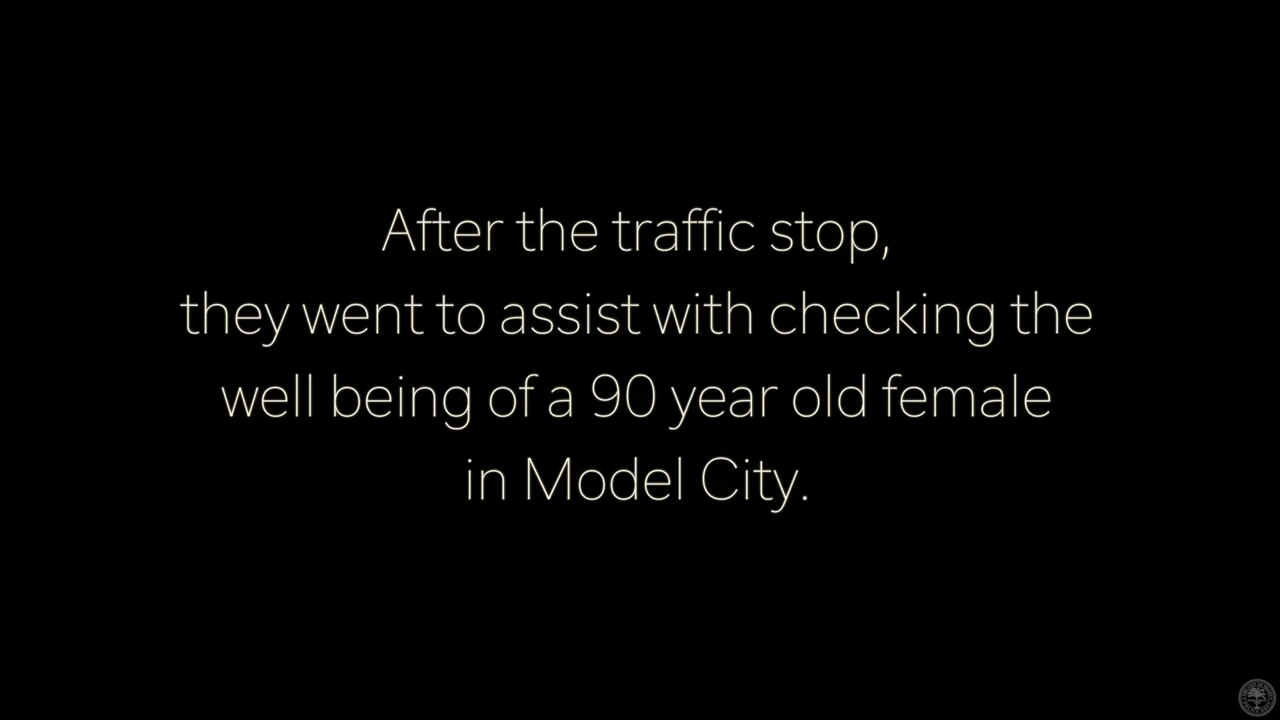 After the traffic stop,
they went to assist with checking the
well being of a 90 year old female
in Model City.